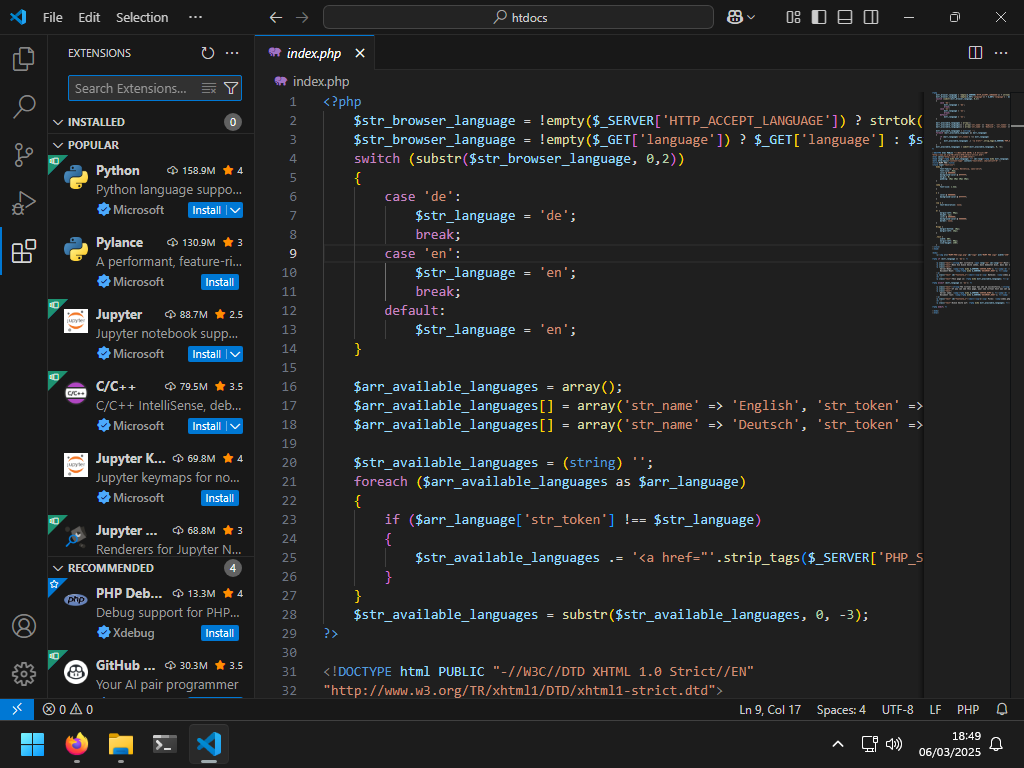 File Edit Selection ···
htdocs
EXTENSIONS
Search Extensions...
INSTALLED 0
POPULAR
Python 158.9M 4
Python language suppo...
Microsoft Install
Pylance 130.9M 3
A performant, feature-ri...
Microsoft Install
Jupyter 88.7M 2.5
Jupyter notebook supp...
Microsoft Install
C/C++ 79.5M 3.5
C/C++ IntelliSense, deb...
Microsoft Install
Jupyter K... 69.8M 4
Jupyter keymaps for no...
Microsoft Install
Jupyter ... 68.8M 3
Renderers for Jupyter N...
RECOMMENDED 4
PHP Deb... 13.3M 4
Debug support for PHP...
Xdebug Install
GitHub ... 30.3M 3.5
Your AI pair programmer
index.php
index.php
1 <?php
2 $str_browser_language = !empty($_SERVER['HTTP_ACCEPT_LANGUAGE']) ? strtok(
3 $str_browser_language = !empty($_GET['language']) ? $_GET['language'] : $s
4 switch (substr($str_browser_language, 0,2))
5 {
6 case 'de':
7 $str_language = 'de';
8 break;
9 case 'en':
10 $str_language = 'en';
11 break;
12 default:
13 $str_language = 'en';
14 }
15
16 $arr_available_languages = array();
17 $arr_available_languages[] = array('str_name' => 'English', 'str_token' =>
18 $arr_available_languages[] = array('str_name' => 'Deutsch', 'str_token' =>
19
20 $str_available_languages = (string) '';
21 foreach ($arr_available_languages as $arr_language)
22 {
23 if ($arr_language['str_token'] !== $str_language)
24 {
25 $str_available_languages .= '<a href="'.strip_tags($_SERVER['PHP_S
26 }
27 }
28 $str_available_languages = substr($str_available_languages, 0, -3);
29 ?>
30
31 <!DOCTYPE html PUBLIC "-//W3C//DTD XHTML 1.0 Strict//EN"
32 "http://www.w3.org/TR/xhtml1/DTD/xhtml1-strict.dtd">
0 0
Ln 9, Col 17 Spaces: 4 UTF-8 LF PHP
18:49
06/03/2025